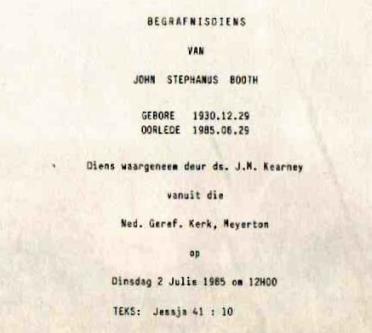 BEGRAFNISDIENS
VAN
JOHN STEPHANUS BOOTH
GEBORE 1930.12.29
OORLEDE 1985.06.29
Diens waargeneem deur ds. J.M. Kearney
vanuit die
Ned. Geref. Kerk, Meyerton
op
Dinsdag 2 Julie 1985 om 12H00
TEKS: Jesaja 41 : 10